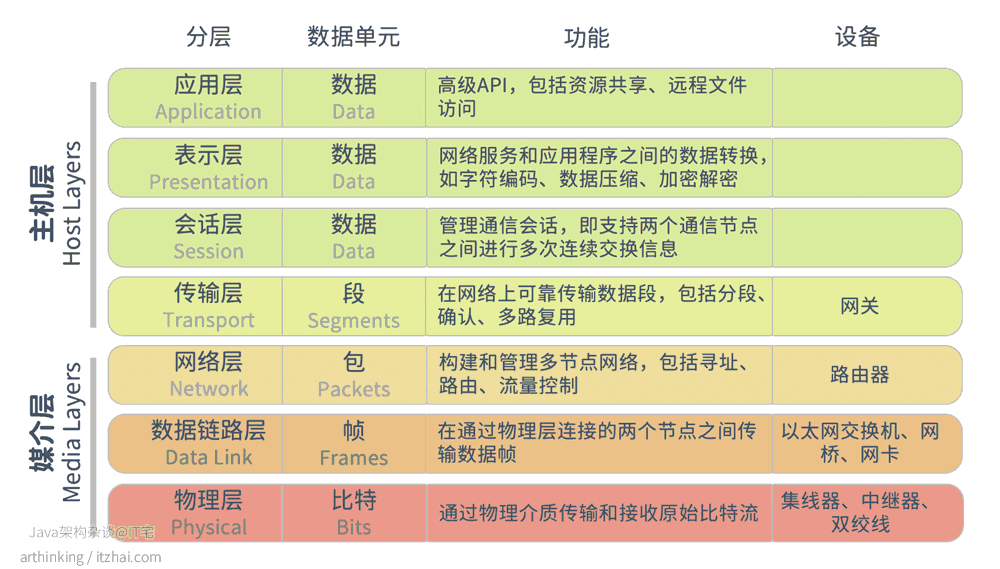 分层 数据单元 功能 设备
主机层
Host Layers
应用层 数据 高级API，包括资源共享、远程文件
Application Data 访问
表示层 数据 网络服务和应用程序之间的数据转换，
Presentation Data 如字符编码、数据压缩、加密解密
会话层 数据 管理通信会话，即支持两个通信节点
Session Data 之间进行多次连续交换信息
传输层 段 在网络上可靠传输数据段，包括分段、 网关
Transport Segments 确认、多路复用
媒介层
Media Layers
网络层 包 构建和管理多节点网络，包括寻址、 路由器
Network Packets 路由、流量控制
数据链路层 帧 在通过物理层连接的两个节点之间传 以太网交换机、网
Data Link Frames 输数据帧 桥、网卡
物理层 比特 通过物理介质传输和接收原始比特流 集线器、中继器、
Physical Bits 双绞线
Java架构杂谈@IT宅
arthinking / itzhai.com